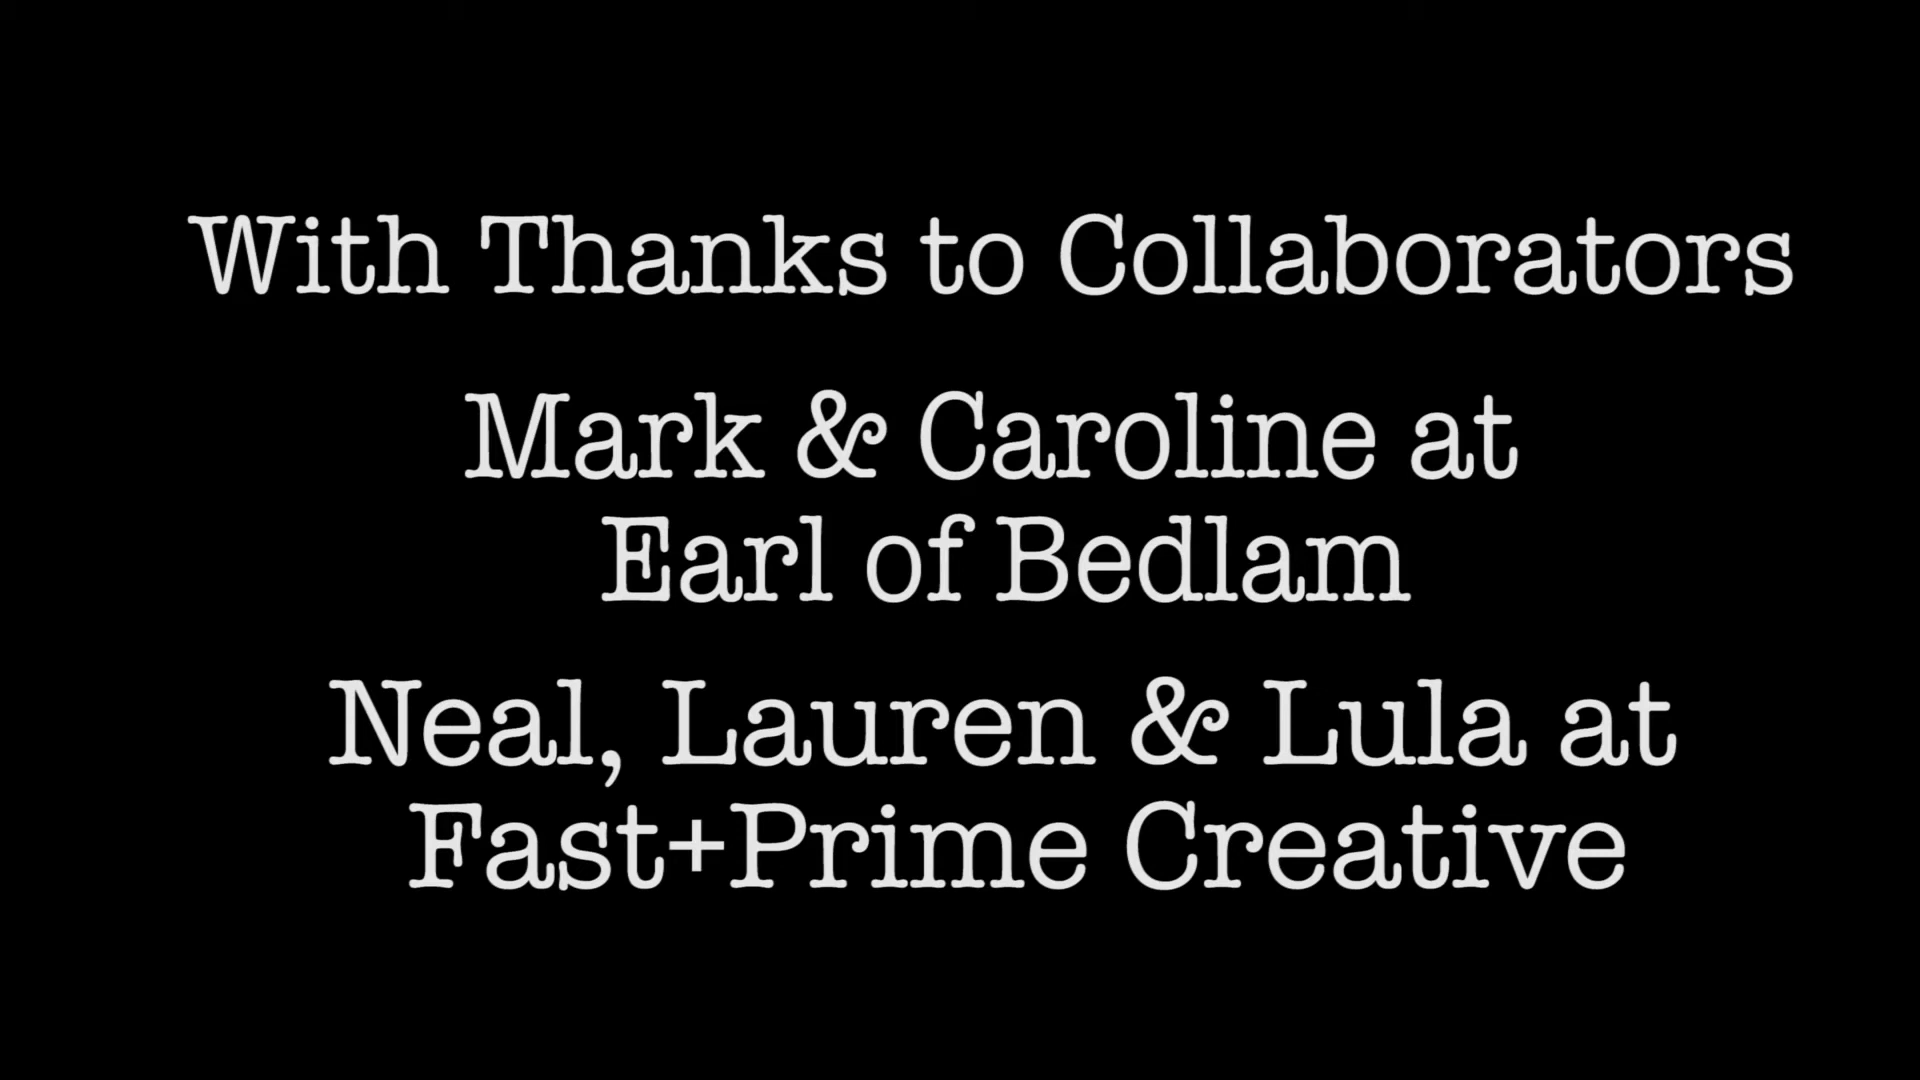 With Thanks to Collaborators
Mark & Caroline at
Earl of Bedlam
Neal, Lauren & Lula at
Fast+Prime Creative